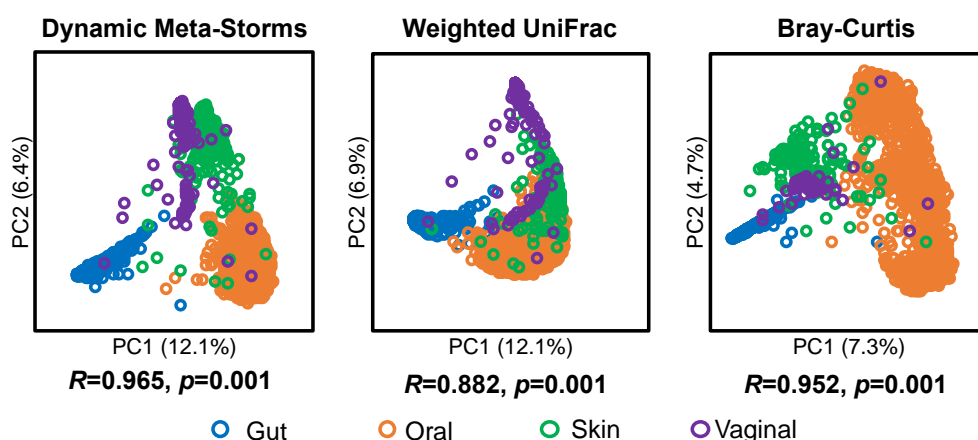 Dynamic Meta-Storms
Weighted UniFrac
Bray-Curtis
PC2 (6.4%)
PC2 (6.9%)
PC2 (4.7%)
PC1 (12.1%)
PC1 (12.1%)
PC1 (7.3%)
R=0.965, p=0.001
R=0.882, p=0.001
R=0.952, p=0.001
Gut
Oral
Skin
Vaginal